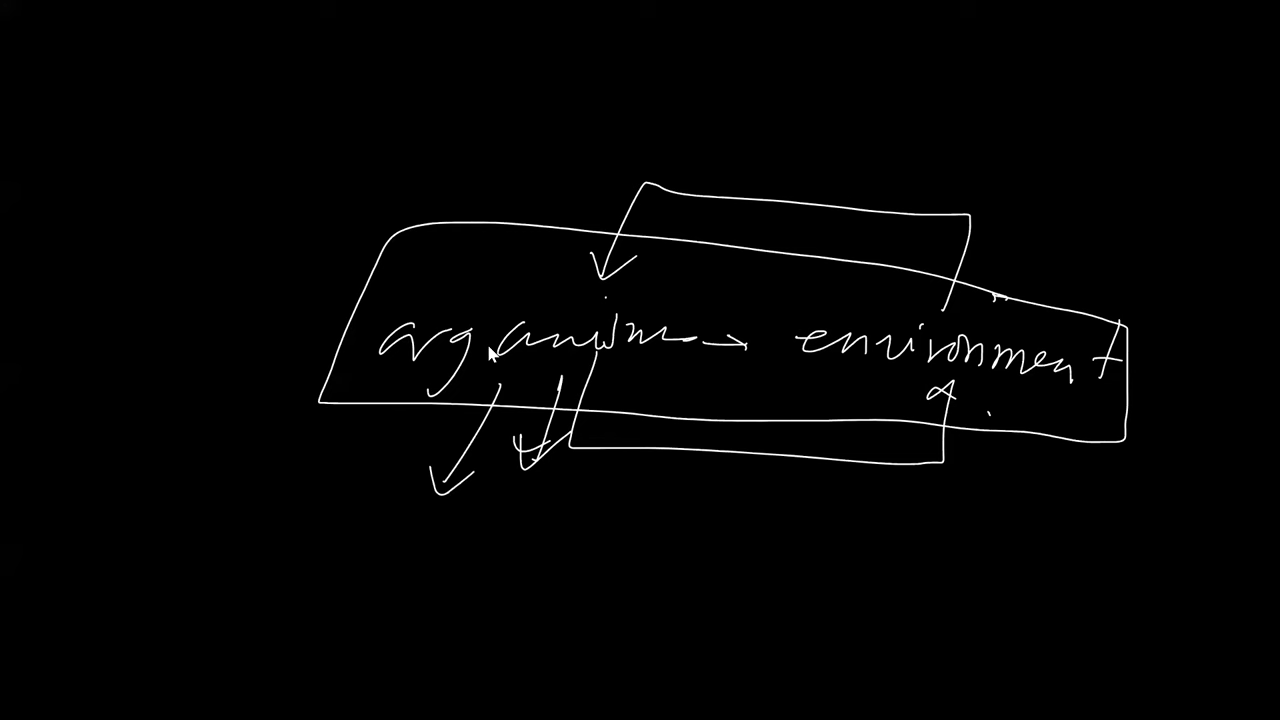 organism → environment